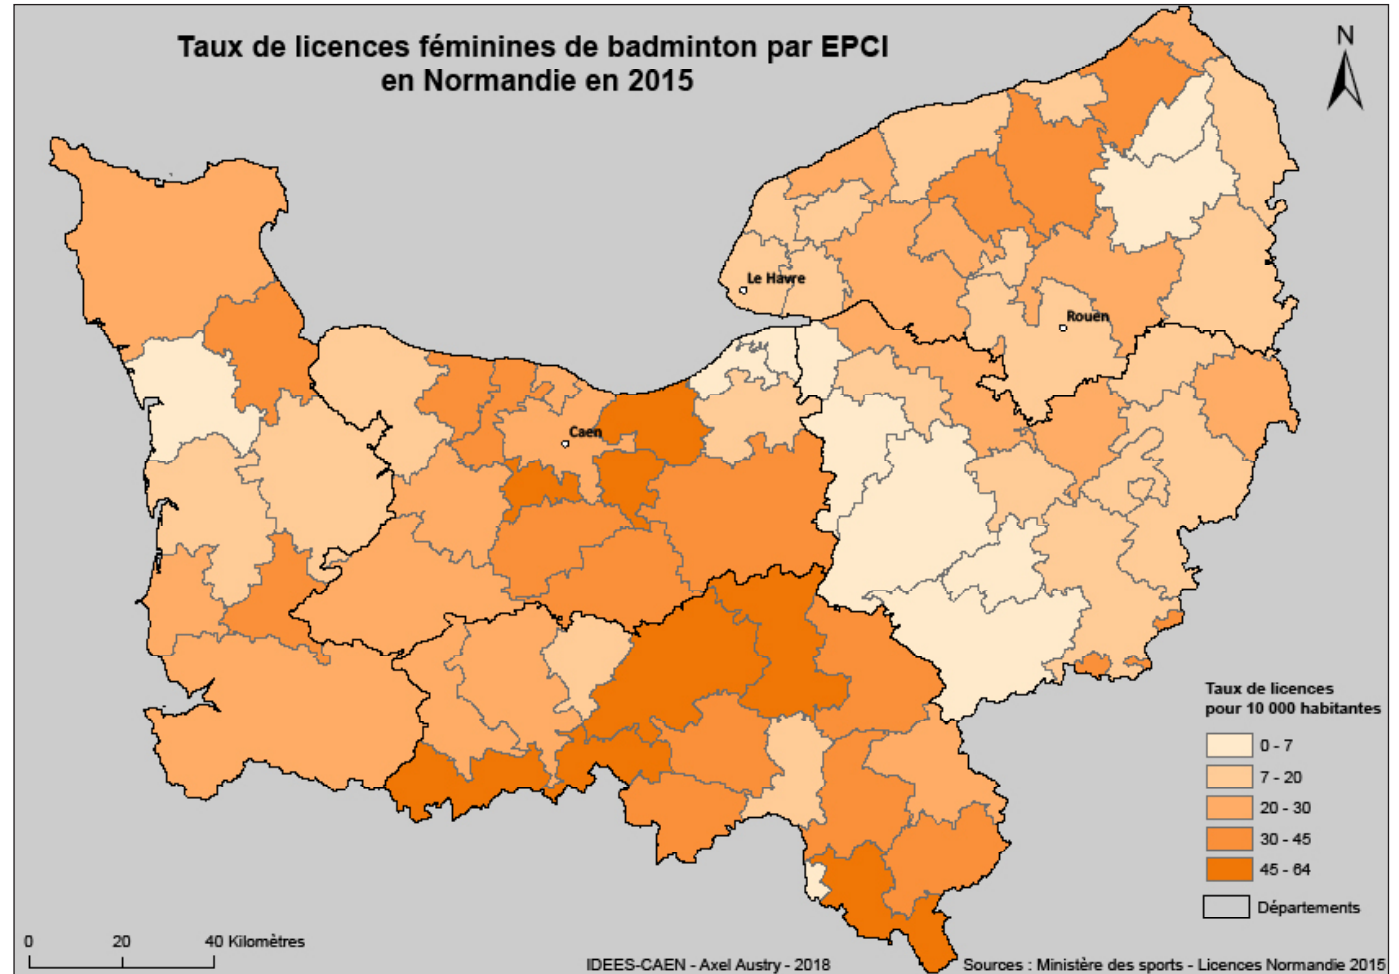 Taux de licences féminines de badminton par EPCI
en Normandie en 2015
N
Le Havre
Rouen
Caen
Taux de licences
pour 10 000 habitantes
0 - 7
7 - 20
20 - 30
30 - 45
45 - 64
Départements
0 20 40 Kilomètres
IDEES-CAEN - Axel Austry - 2018
Sources : Ministère des sports - Licences Normandie 2015